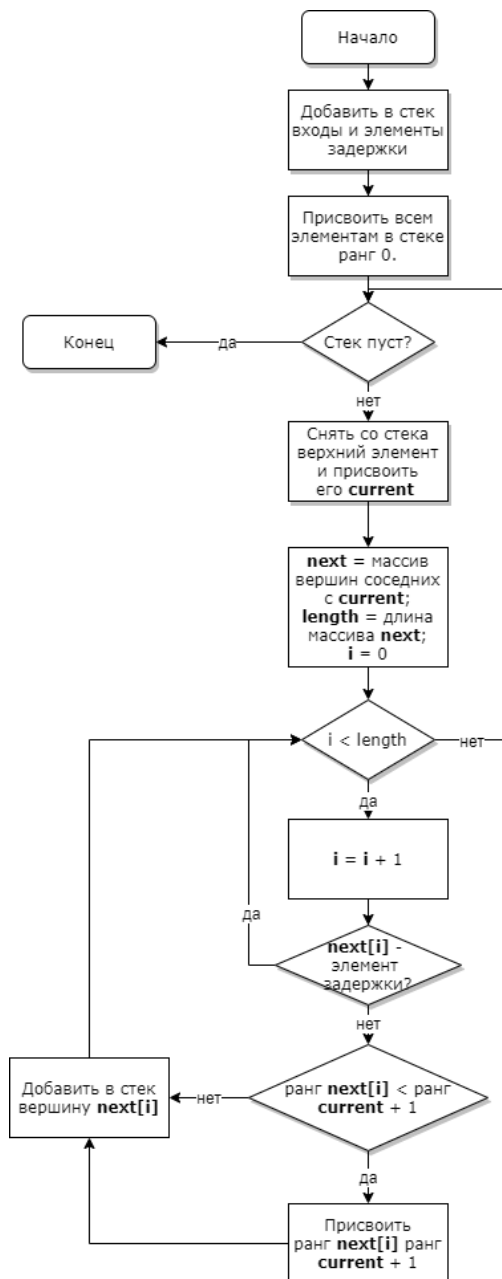 Начало
Добавить в стек
входы и элементы
задержки
Присвоить всем
элементам в стеке
ранг 0.
Стек пуст?
да
Конец
нет
Снять со стека
верхний элемент
и присвоить
его current
next = массив
вершин соседних
с current;
length = длина
массива next;
i = 0
i < length
нет
да
i = i + 1
next[i] -
элемент
задержки?
да
нет
ранг next[i] < ранг
current + 1
нет
Добавить в стек
вершину next[i]
да
Присвоить
ранг next[i] ранг
current + 1